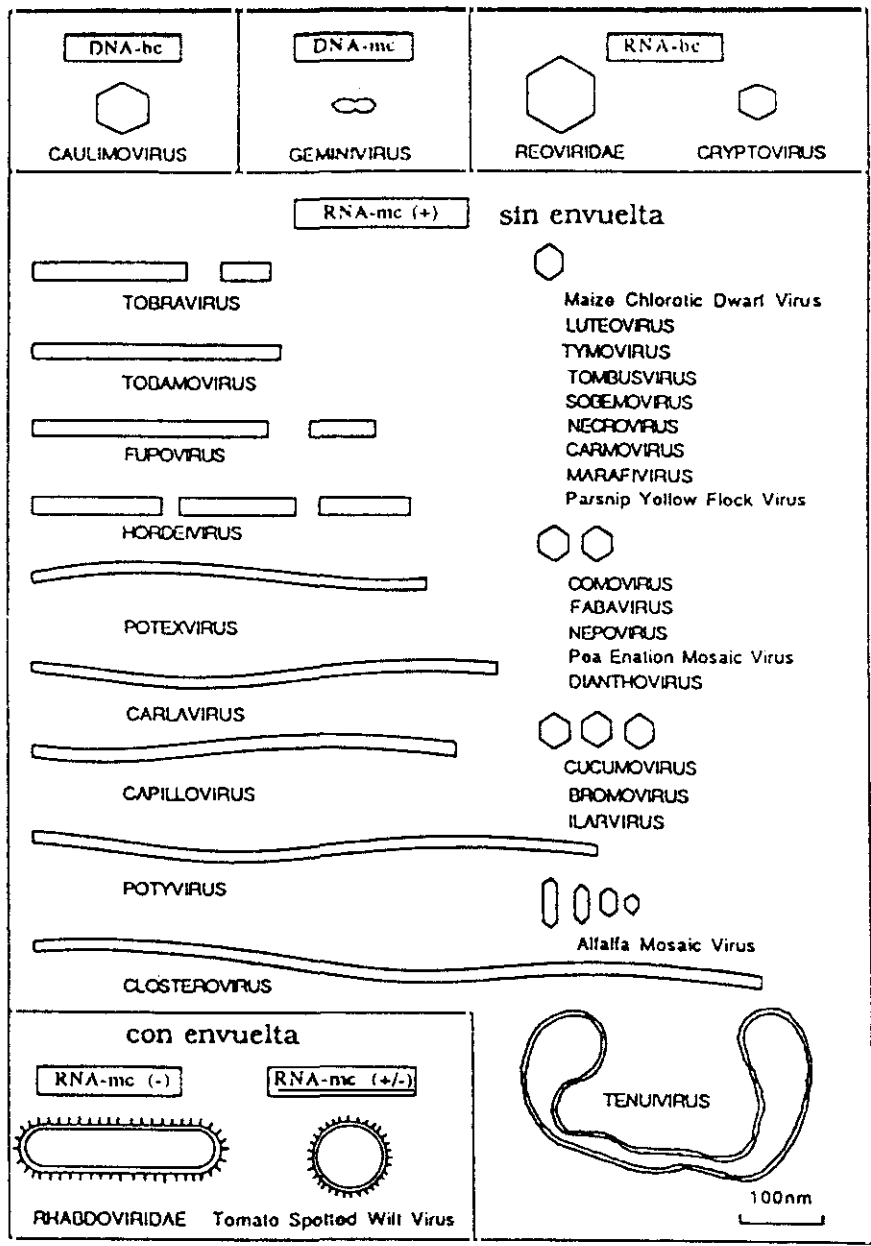 DNA-bc
DNA-mc
RNA-bc
CAULIMOVIRUS
GEMINIVIRUS
REOVIRIDAE
CRYPTOVIRUS
RNA-mc (+)
sin envuelta
TOBRAVIRUS
TOBAMOVIRUS
FUPOVIRUS
HORDEIVIRUS
POTEXVIRUS
CARLAVIRUS
CAPILLOVIRUS
POTYVIRUS
CLOSTEROVIRUS
Maize Chlorotic Dwarf Virus
LUTEOVIRUS
TYMOVIRUS
TOMBUSVIRUS
SOBEMOVIRUS
NECROVIRUS
CARMOVIRUS
MARAFIVIRUS
Parsnip Yellow Flock Virus
COMOVIRUS
FABAVIRUS
NEPOVIRUS
Pea Enation Mosaic Virus
DIANTHOVIRUS
CUCUMOVIRUS
BROMOVIRUS
ILARVIRUS
Alfalfa Mosaic Virus
con envuelta
RNA-mc (-)
RNA-mc (+/-)
RHABDOVIRIDAE
Tomato Spotted Wilt Virus
TENUIVIRUS
100nm